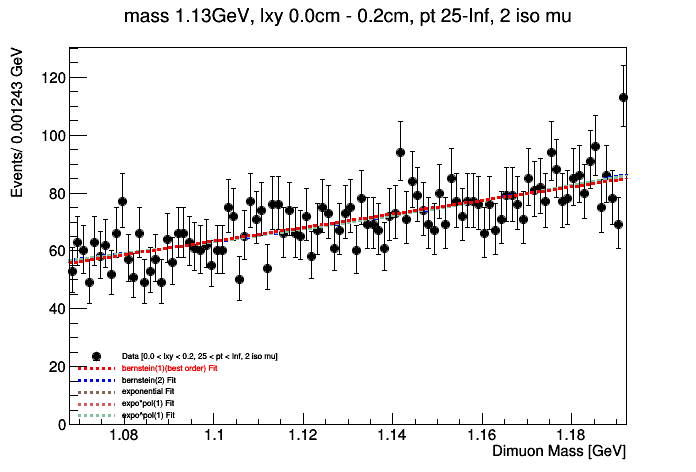 mass 1.13GeV, lxy 0.0cm - 0.2cm, pt 25-Inf, 2 iso mu
Events/ 0.001243 GeV
120
100
80
60
40
20
0
Data [0.0 < lxy < 0.2, 25 < pt < Inf, 2 iso mu]
bernstein(1)(best order) Fit
bernstein(2) Fit
exponential Fit
expo*pol(1) Fit
expo^pol(1) Fit
1.08 1.1 1.12 1.14 1.16 1.18
Dimuon Mass [GeV]